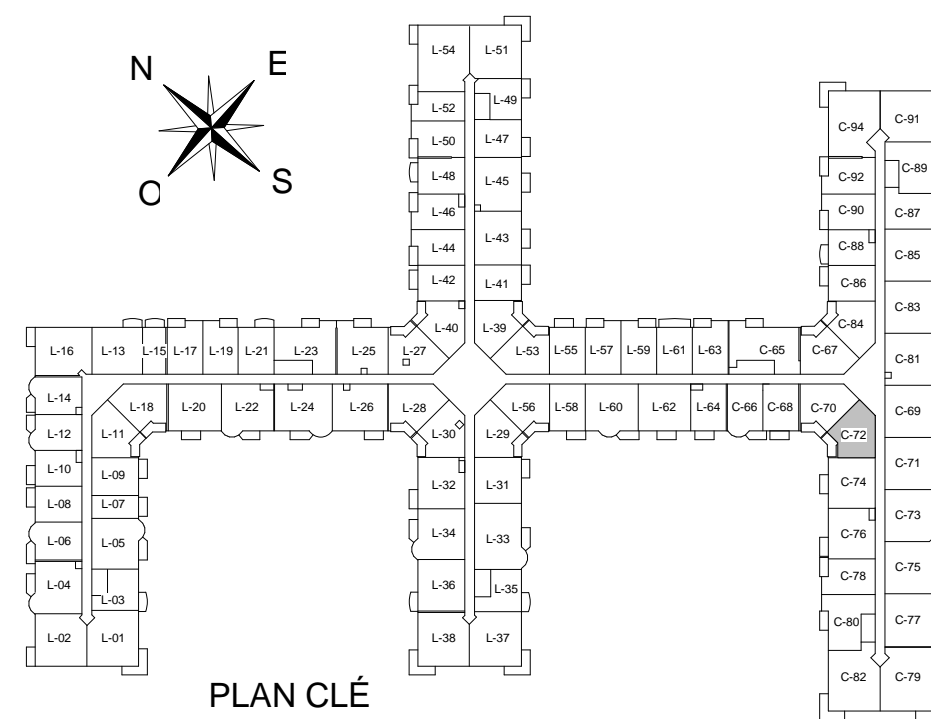 N E
O S
L-54 L-51
L-52 L-49
L-50 L-47
L-48 L-45
L-46 L-43
L-44
L-42 L-41
L-40 L-39
L-16 L-13 L-15 L-17 L-19 L-21 L-23 L-25 L-27
L-53 L-55 L-57 L-59 L-61 L-63 C-65 C-67
L-14 L-18 L-20 L-22 L-24 L-26 L-28
L-56 L-58 L-60 L-62 L-64 C-66 C-68 C-70
L-12 L-11 L-30 L-29 C-72
L-10 L-09
L-08 L-07
L-06 L-05
L-04 L-03
L-02 L-01
L-32 L-31
L-34 L-33
L-36 L-35
L-38 L-37
C-94 C-91
C-92 C-89
C-90 C-87
C-88 C-85
C-86 C-83
C-84 C-81
C-69
C-74 C-71
C-76 C-73
C-78 C-75
C-80 C-77
C-82 C-79
PLAN CLÉ